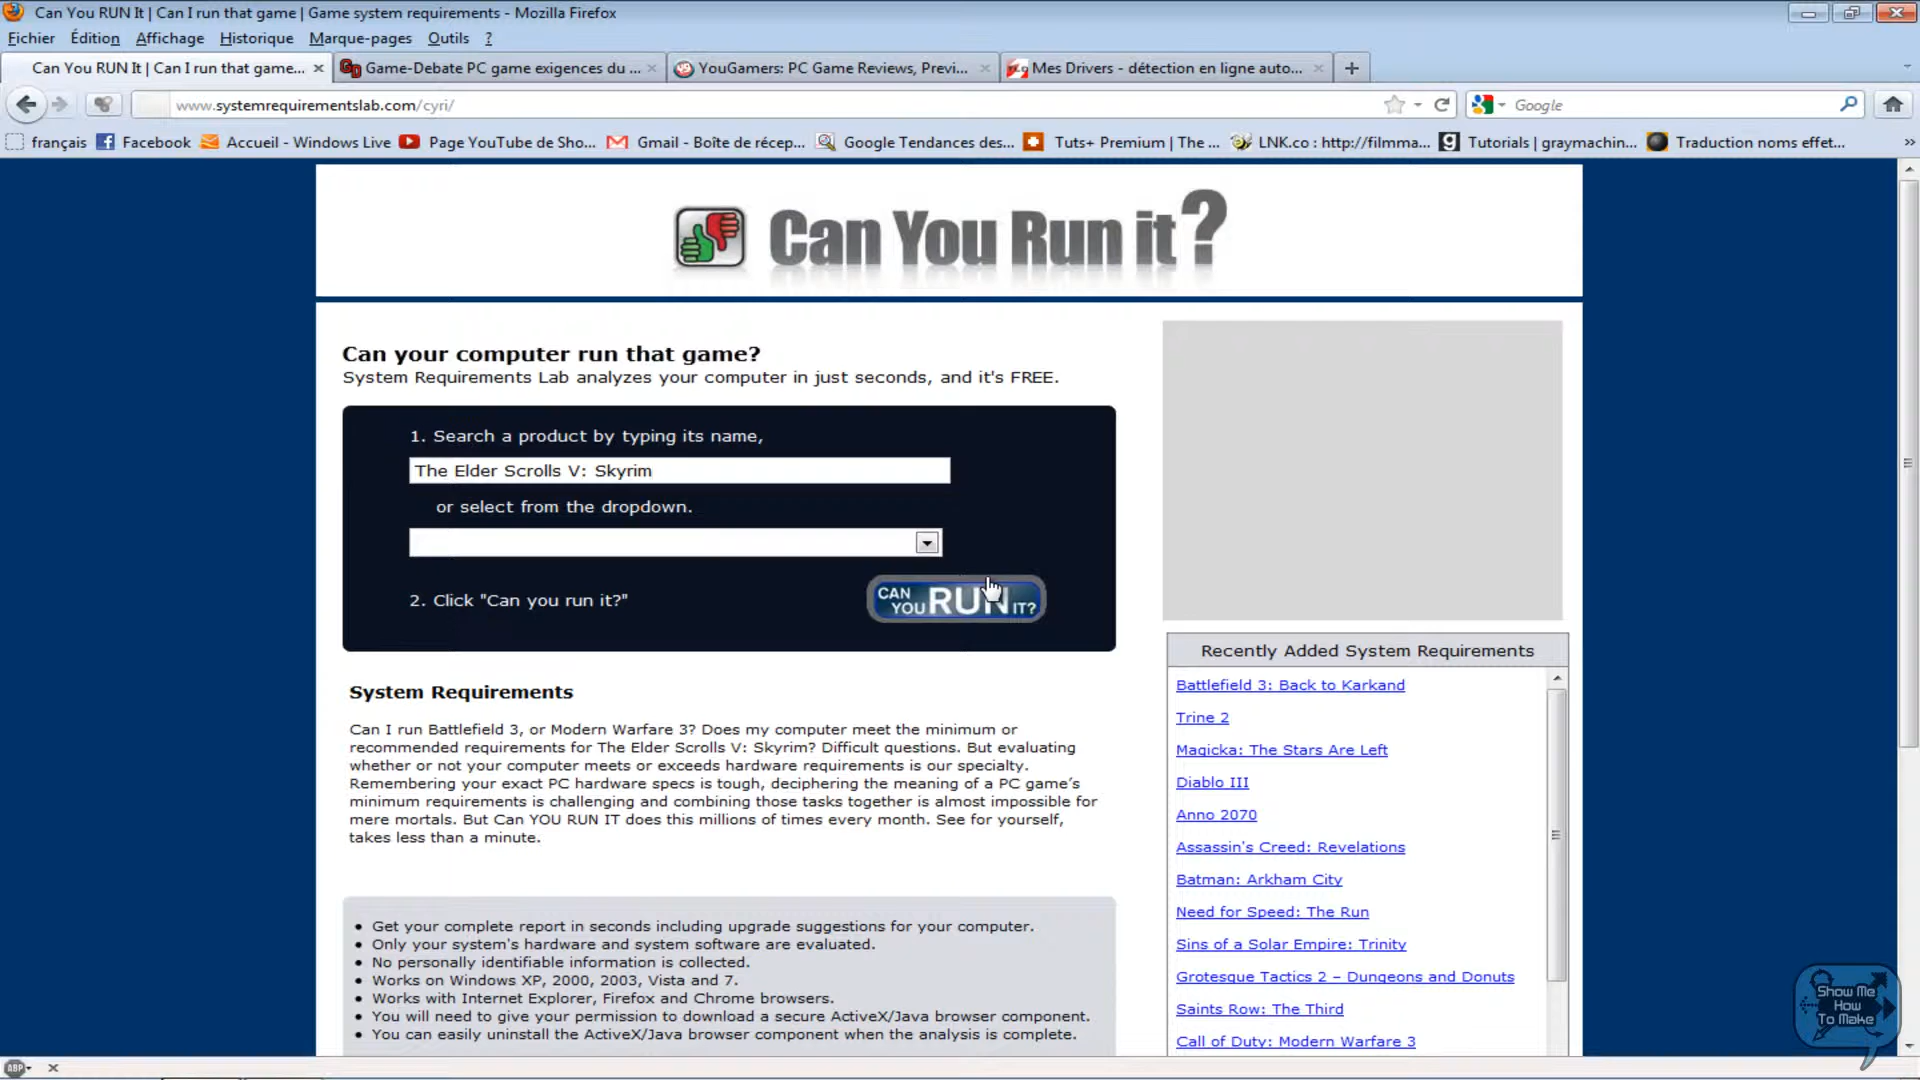 Can You RUN It | Can I run that game | Game system requirements - Mozilla Firefox
Fichier Édition Affichage Historique Marque-pages Outils ?
Can You RUN It | Can I run that game... Game-Debate PC game exigences du ... YouGamers: PC Game Reviews, Previ... Mes Drivers - détection en ligne auto...
www.systemrequirementslab.com/cyri/ Google
français Facebook Accueil - Windows Live Page YouTube de Sho... Gmail - Boîte de récep... Google Tendances des... Tuts+ Premium | The ... LNK.co : http://filmma... Tutorials | graymachin... Traduction noms effet... »
Can You Run it?
Can your computer run that game?
System Requirements Lab analyzes your computer in just seconds, and it's FREE.
1. Search a product by typing its name,
The Elder Scrolls V: Skyrim
or select from the dropdown.
2. Click "Can you run it?"
CAN YOU RUN IT?
System Requirements
Can I run Battlefield 3, or Modern Warfare 3? Does my computer meet the minimum or
recommended requirements for The Elder Scrolls V: Skyrim? Difficult questions. But evaluating
whether or not your computer meets or exceeds hardware requirements is our specialty.
Remembering your exact PC hardware specs is tough, deciphering the meaning of a PC game's
minimum requirements is challenging and combining those tasks together is almost impossible for
mere mortals. But Can YOU RUN IT does this millions of times every month. See for yourself,
takes less than a minute.
• Get your complete report in seconds including upgrade suggestions for your computer.
• Only your system's hardware and system software are evaluated.
• No personally identifiable information is collected.
• Works on Windows XP, 2000, 2003, Vista and 7.
• Works with Internet Explorer, Firefox and Chrome browsers.
• You will need to give your permission to download a secure ActiveX/Java browser component.
• You can easily uninstall the ActiveX/Java browser component when the analysis is complete.
Recently Added System Requirements
Battlefield 3: Back to Karkand
Trine 2
Magicka: The Stars Are Left
Diablo III
Anno 2070
Assassin's Creed: Revelations
Batman: Arkham City
Need for Speed: The Run
Sins of a Solar Empire: Trinity
Grotesque Tactics 2 – Dungeons and Donuts
Saints Row: The Third
Call of Duty: Modern Warfare 3
Show Me
How
To Make
ABP